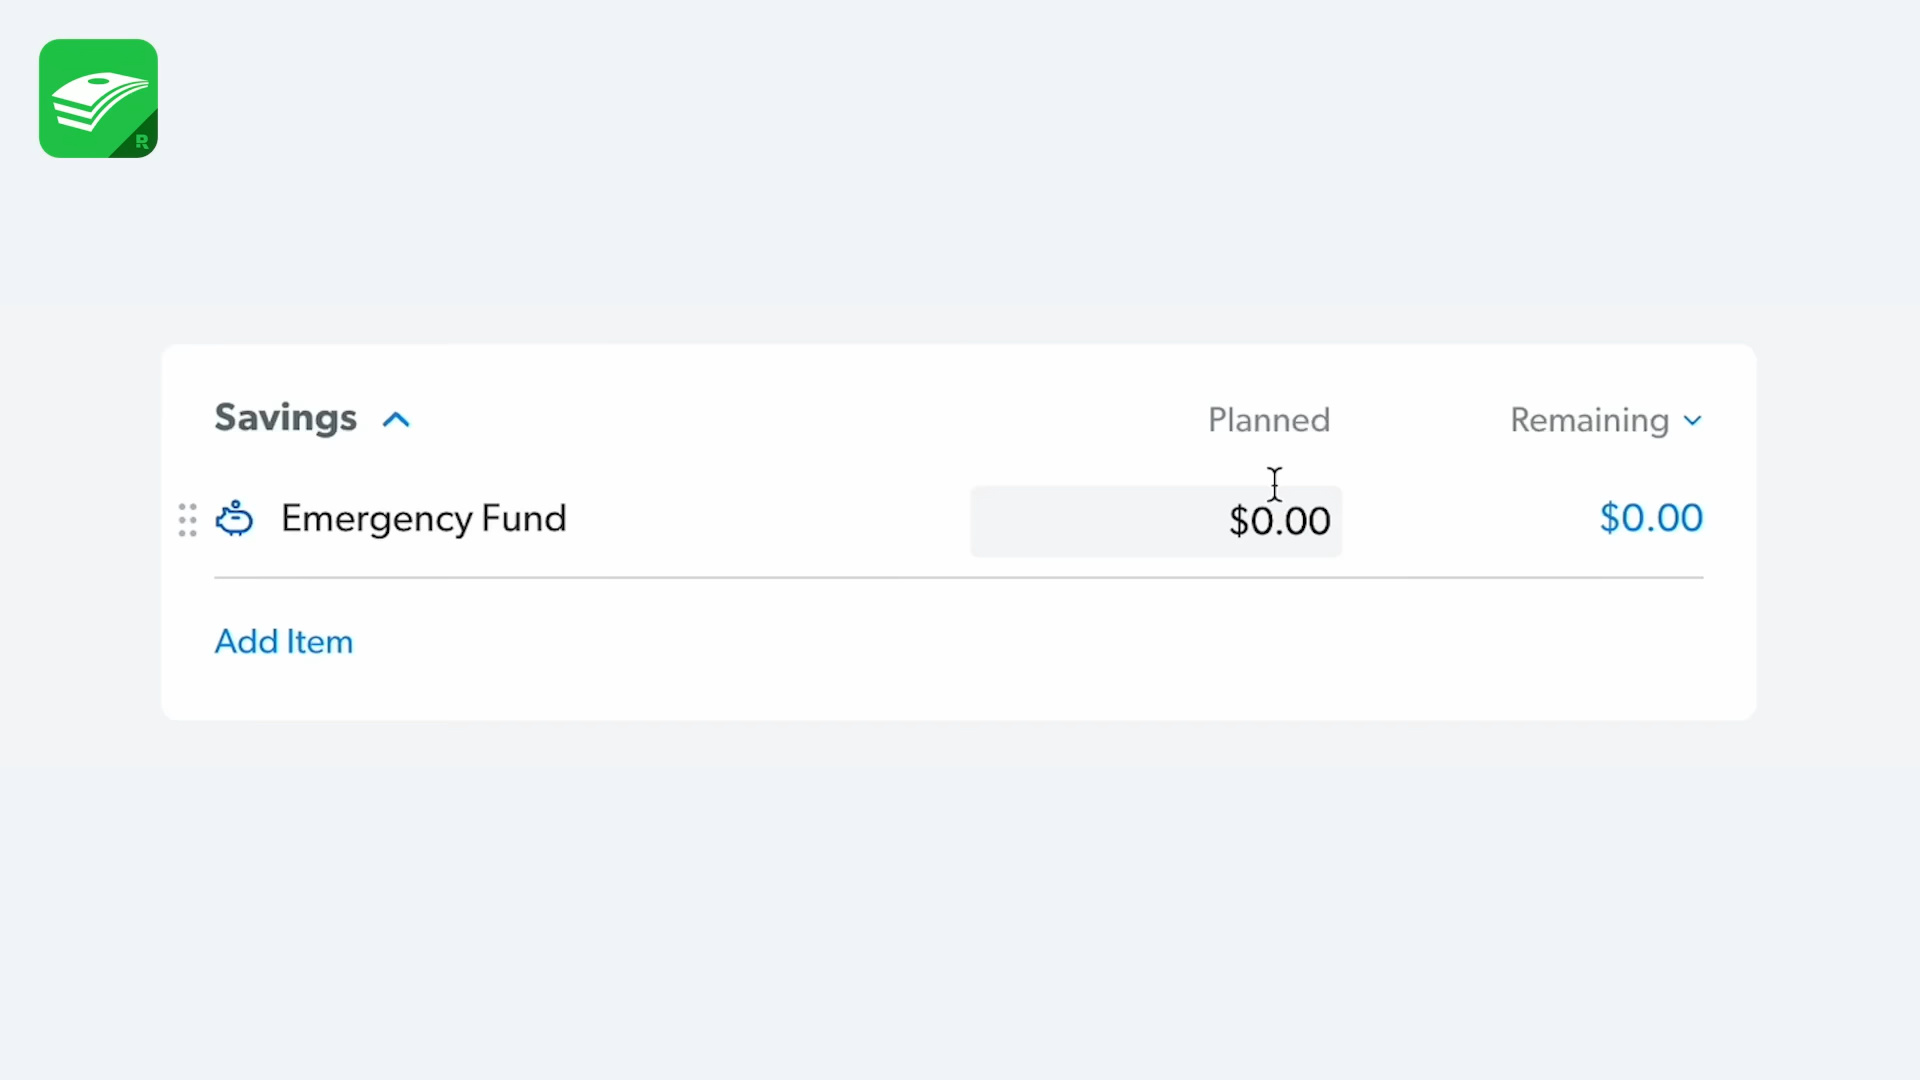 R
Savings Planned Remaining
Emergency Fund $0.00 $0.00
Add Item